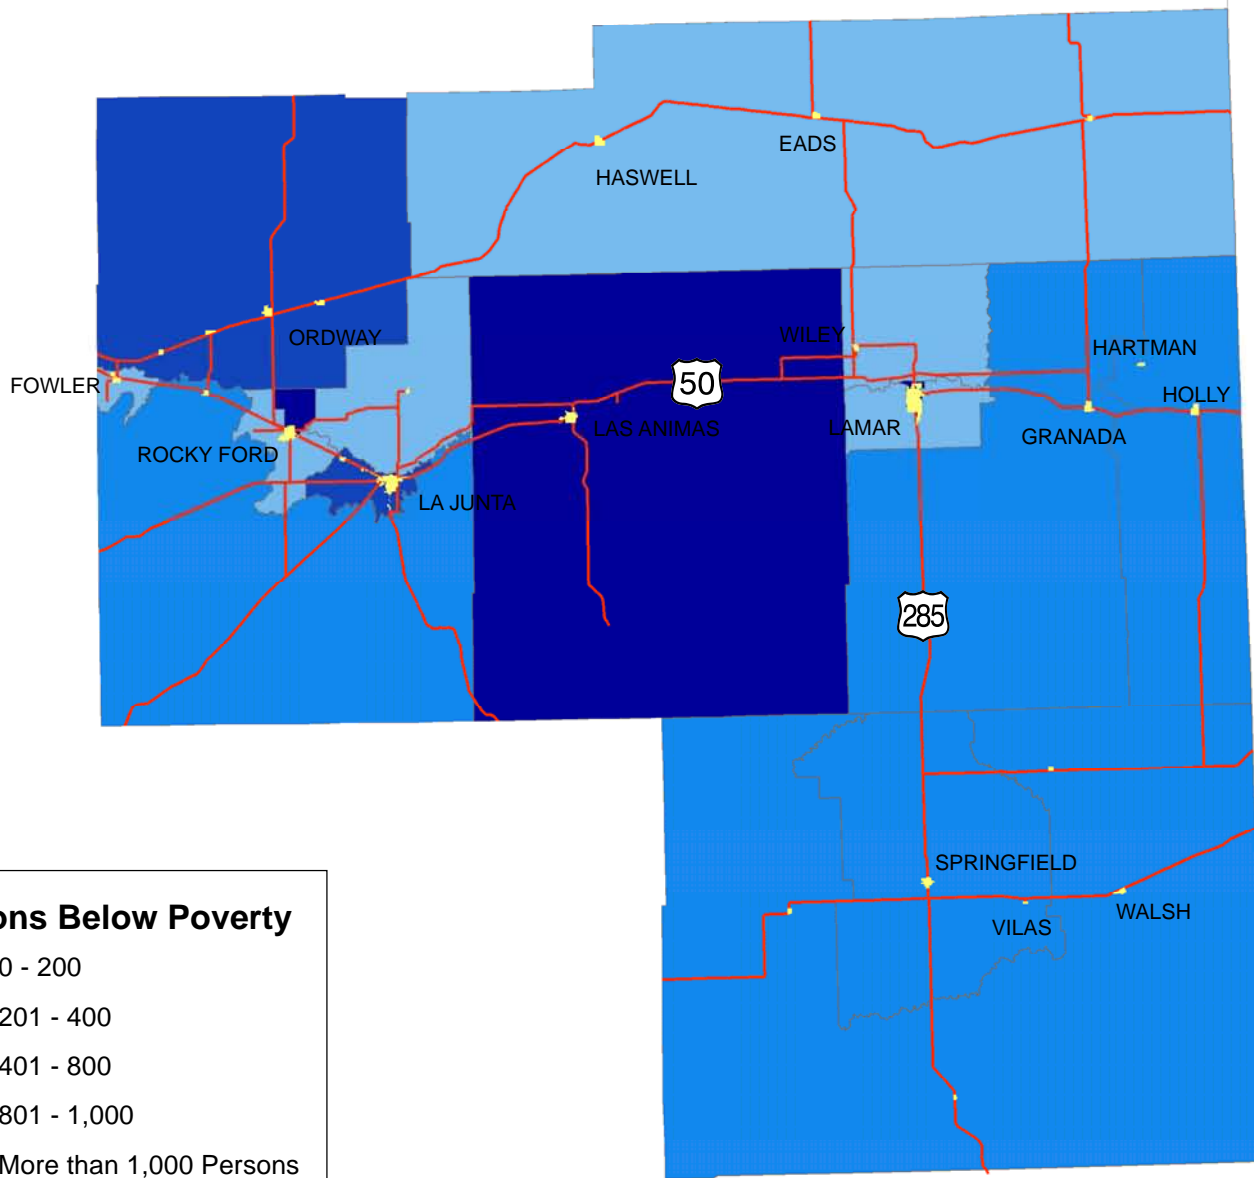 EADS
HASWELL
ORDWAY
WILEY
HARTMAN
FOWLER
50
HOLLY
LAS ANIMAS
LAMAR
GRANADA
ROCKY FORD
LA JUNTA
285
SPRINGFIELD
WALSH
VILAS
Below Poverty
0 - 200
201 - 400
401 - 800
801 - 1,000
More than 1,000 Persons